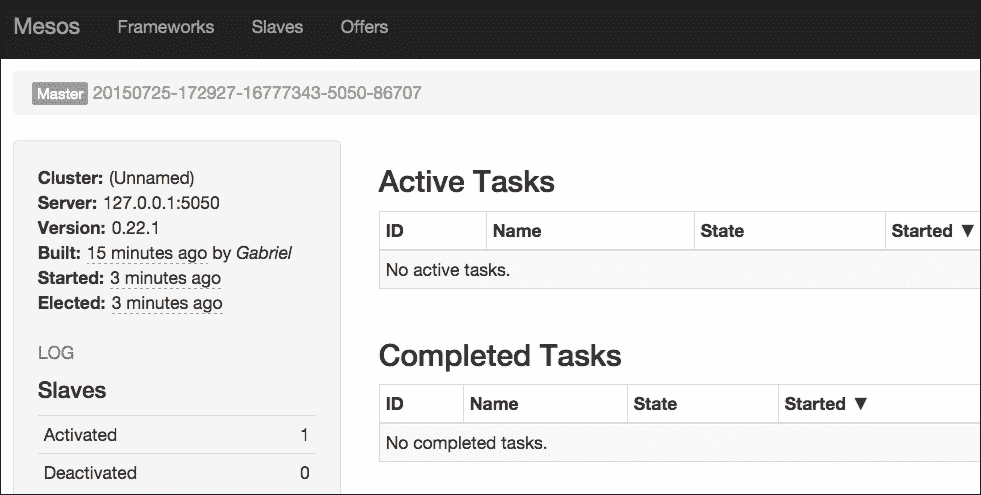 Mesos Frameworks Slaves Offers
Master 20150725-172927-16777343-5050-86707
Cluster: (Unnamed)
Server: 127.0.0.1:5050
Version: 0.22.1
Built: 15 minutes ago by Gabriel
Started: 3 minutes ago
Elected: 3 minutes ago
LOG
Slaves
Activated 1
Deactivated 0
Active Tasks
ID Name State Started ▼
No active tasks.
Completed Tasks
ID Name State Started ▼
No completed tasks.